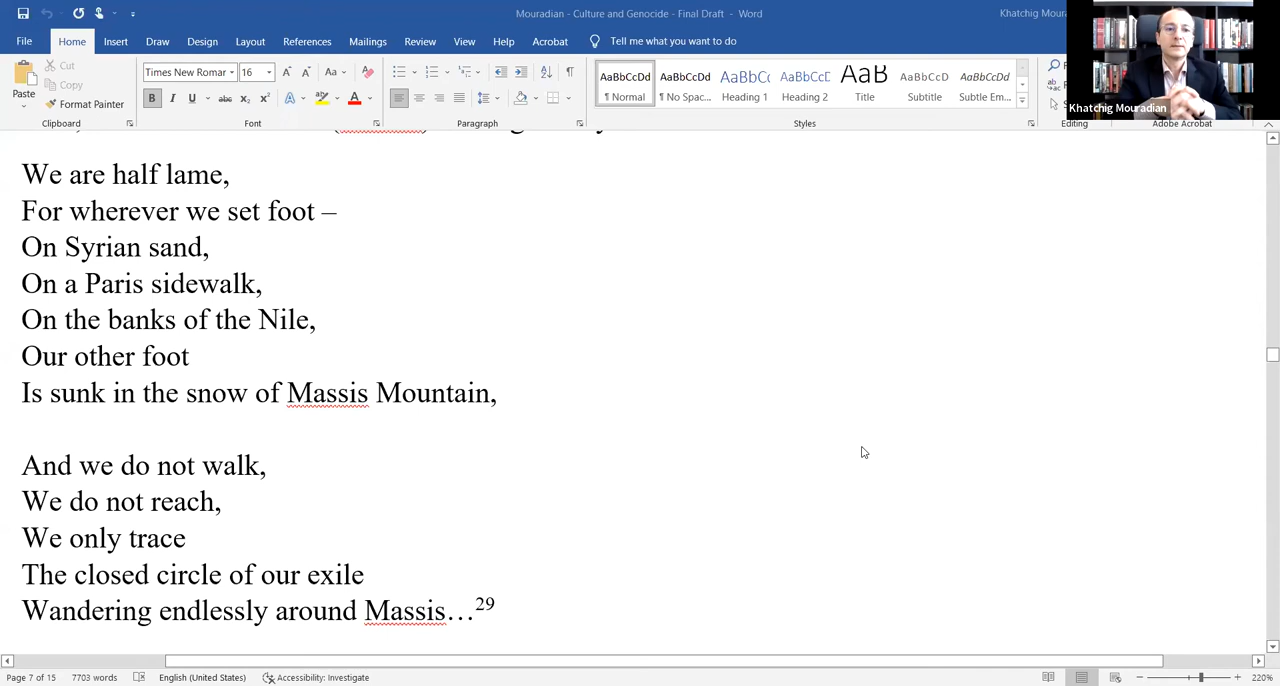 Mouradian - Culture and Genocide - Final Draft - Word
Khatchig Moura
File Home Insert Draw Design Layout References Mailings Review View Help Acrobat Tell me what you want to do
Paste
Cut
Copy
Format Painter
Clipboard
Times New Romar 16
Font
Paragraph
AaBbCcDd AaBbCcDd AaBbCc AaBbCcE AaB AaBbCcD AaBbCcDd
¶ Normal ¶ No Spac... Heading 1 Heading 2 Title Subtitle Subtle Em...
Styles
Editing
Adobe Acrobat
Khatchig Mouradian
We are half lame,
For wherever we set foot –
On Syrian sand,
On a Paris sidewalk,
On the banks of the Nile,
Our other foot
Is sunk in the snow of Massis Mountain,
And we do not walk,
We do not reach,
We only trace
The closed circle of our exile
Wandering endlessly around Massis…29
Page 7 of 15 7703 words English (United States) Accessibility: Investigate 220%